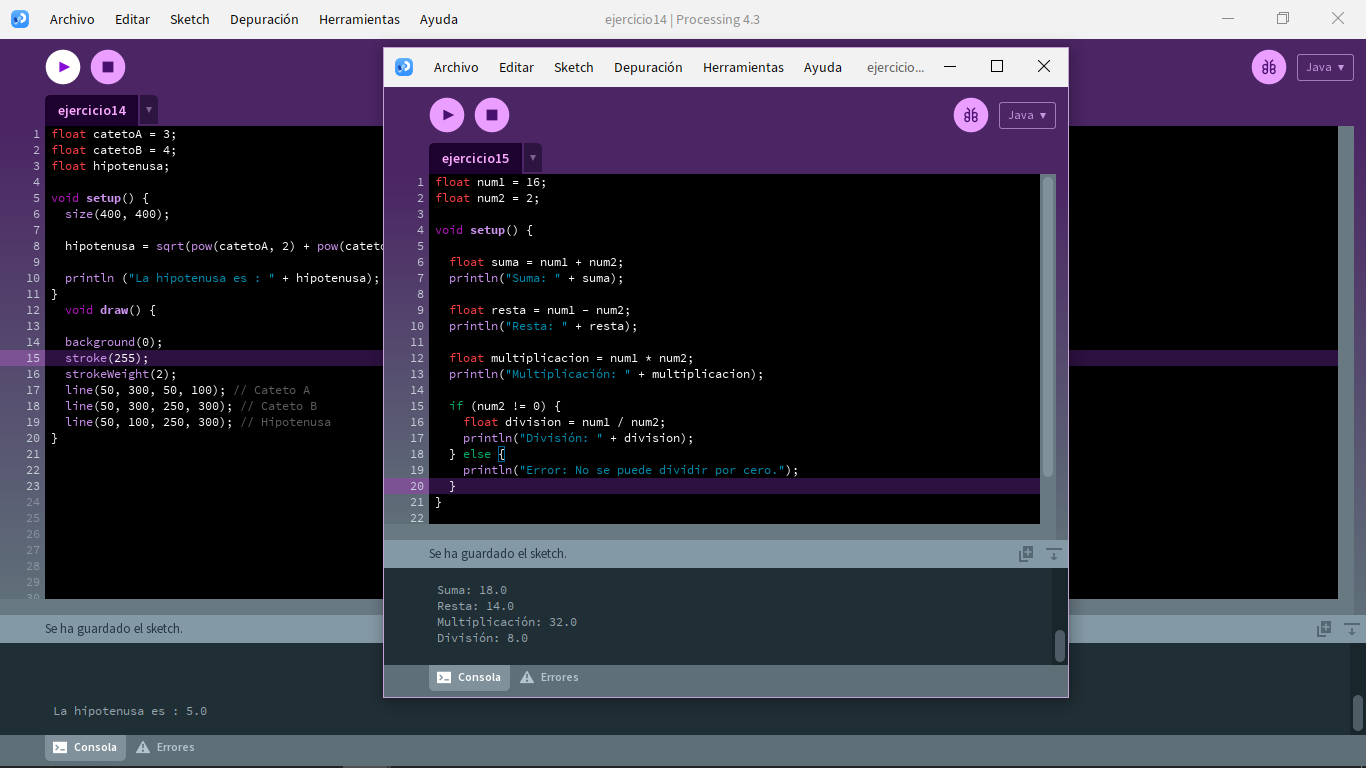 Archivo Editar Sketch Depuración Herramientas Ayuda ejercicio14 | Processing 4.3
Java ▾
ejercicio14 ▾
1 float catetoA = 3;
2 float catetoB = 4;
3 float hipotenusa;
4
5 void setup() {
6 size(400, 400);
7
8 hipotenusa = sqrt(pow(catetoA, 2) + pow(cateto
9
10 println ("La hipotenusa es : " + hipotenusa);
11 }
12 void draw() {
13
14 background(0);
15 stroke(255);
16 strokeWeight(2);
17 line(50, 300, 50, 100); // Cateto A
18 line(50, 300, 250, 300); // Cateto B
19 line(50, 100, 250, 300); // Hipotenusa
20 }
21
22
23
24
25
26
27
28
29
30
Se ha guardado el sketch.
La hipotenusa es : 5.0
Consola Errores
Archivo Editar Sketch Depuración Herramientas Ayuda ejercicio...
Java ▾
ejercicio15 ▾
1 float num1 = 16;
2 float num2 = 2;
3
4 void setup() {
5
6 float suma = num1 + num2;
7 println("Suma: " + suma);
8
9 float resta = num1 - num2;
10 println("Resta: " + resta);
11
12 float multiplicacion = num1 * num2;
13 println("Multiplicación: " + multiplicacion);
14
15 if (num2 != 0) {
16 float division = num1 / num2;
17 println("División: " + division);
18 } else {
19 println("Error: No se puede dividir por cero.");
20 }
21 }
22
Se ha guardado el sketch.
Suma: 18.0
Resta: 14.0
Multiplicación: 32.0
División: 8.0
Consola Errores